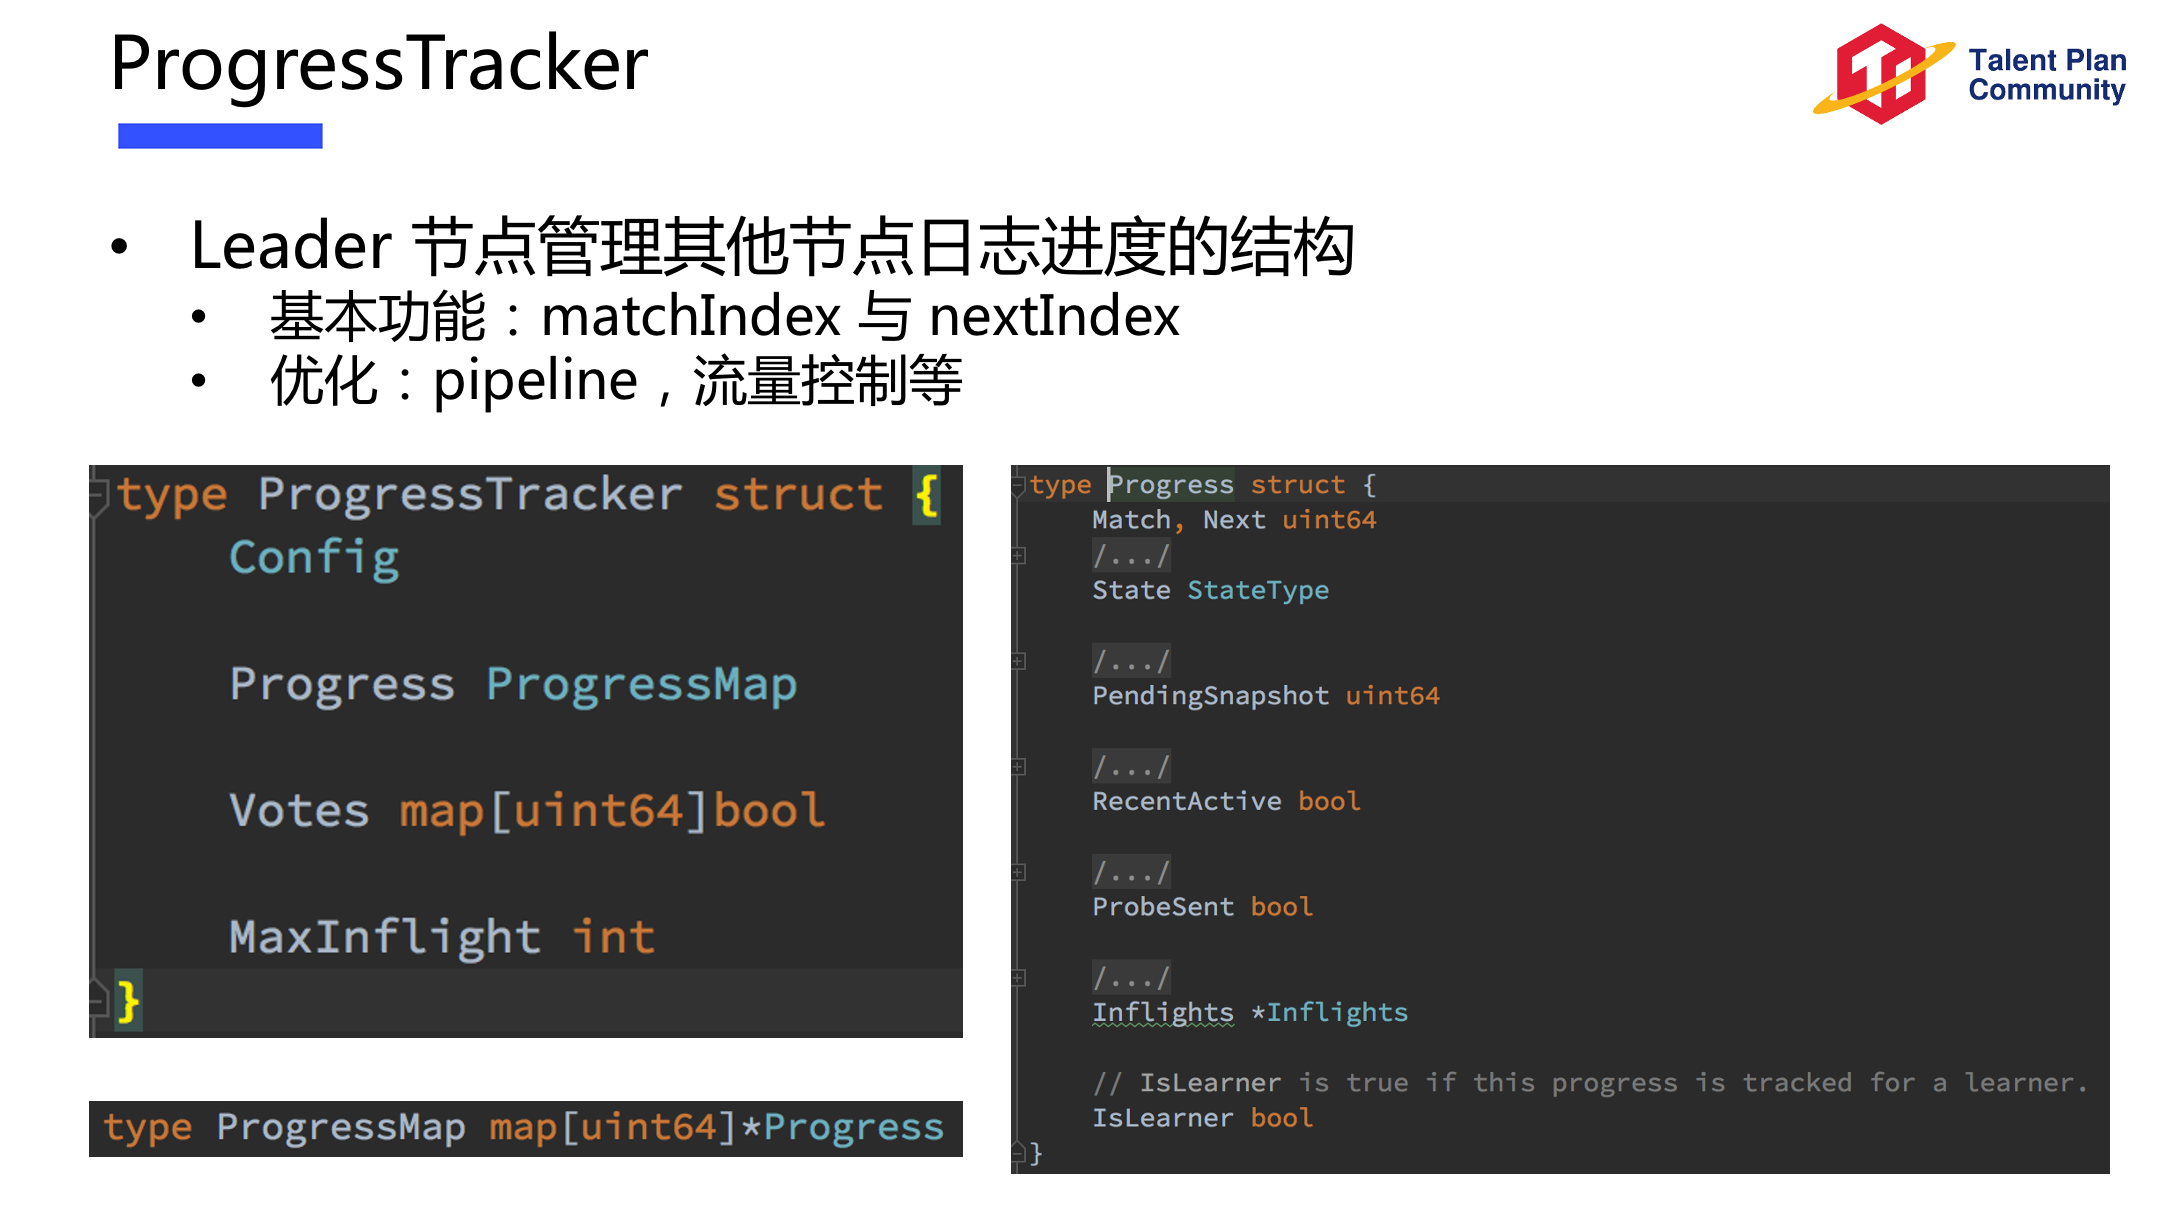 ProgressTracker
Talent Plan
Community
• Leader 节点管理其他节点日志进度的结构
• 基本功能：matchIndex 与 nextIndex
• 优化：pipeline，流量控制等
type ProgressTracker struct {
Config
Progress ProgressMap
Votes map[uint64]bool
MaxInflight int
}
type ProgressMap map[uint64]*Progress
type Progress struct {
Match, Next uint64
/.../
State StateType
/.../
PendingSnapshot uint64
/.../
RecentActive bool
/.../
ProbeSent bool
/.../
Inflights *Inflights
// IsLearner is true if this progress is tracked for a learner.
IsLearner bool
}